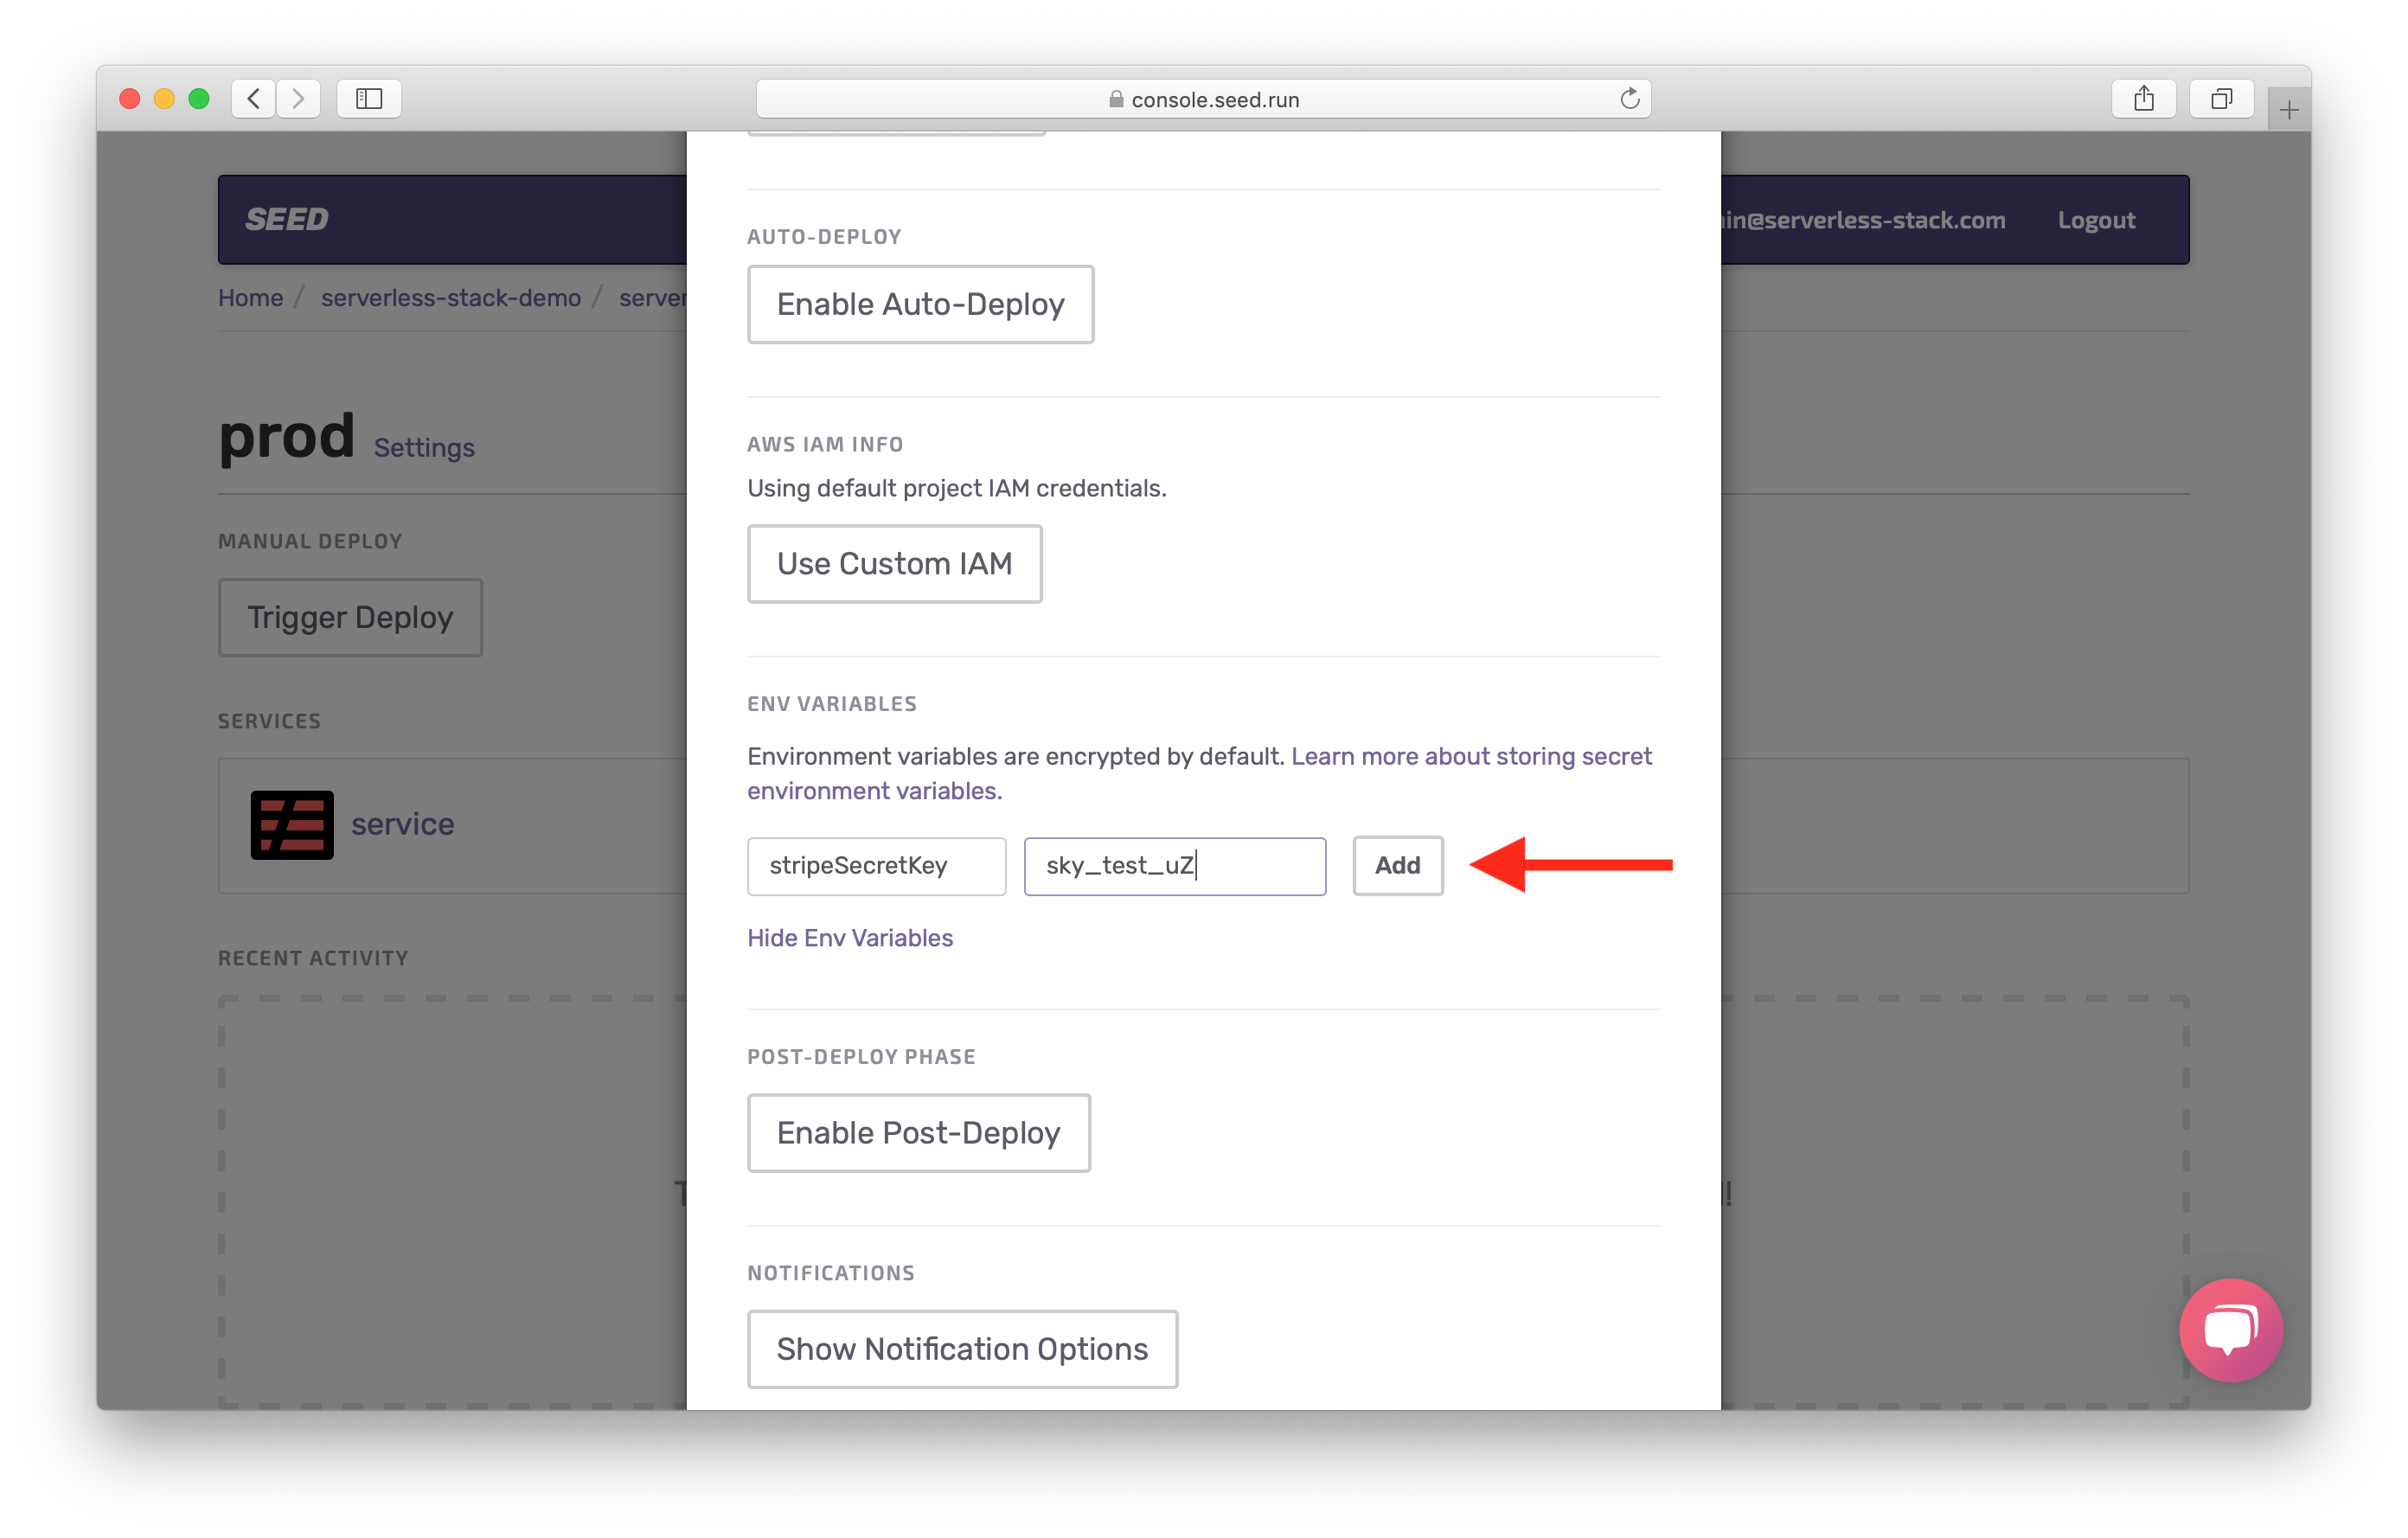 console.seed.run
SEED
in@serverless-stack.com
Logout
Home / serverless-stack-demo / server
prod Settings
MANUAL DEPLOY
Trigger Deploy
SERVICES
service
RECENT ACTIVITY
AUTO-DEPLOY
Enable Auto-Deploy
AWS IAM INFO
Using default project IAM credentials.
Use Custom IAM
ENV VARIABLES
Environment variables are encrypted by default. Learn more about storing secret
environment variables.
stripeSecretKey
sky_test_uZ
Add
Hide Env Variables
POST-DEPLOY PHASE
Enable Post-Deploy
NOTIFICATIONS
Show Notification Options